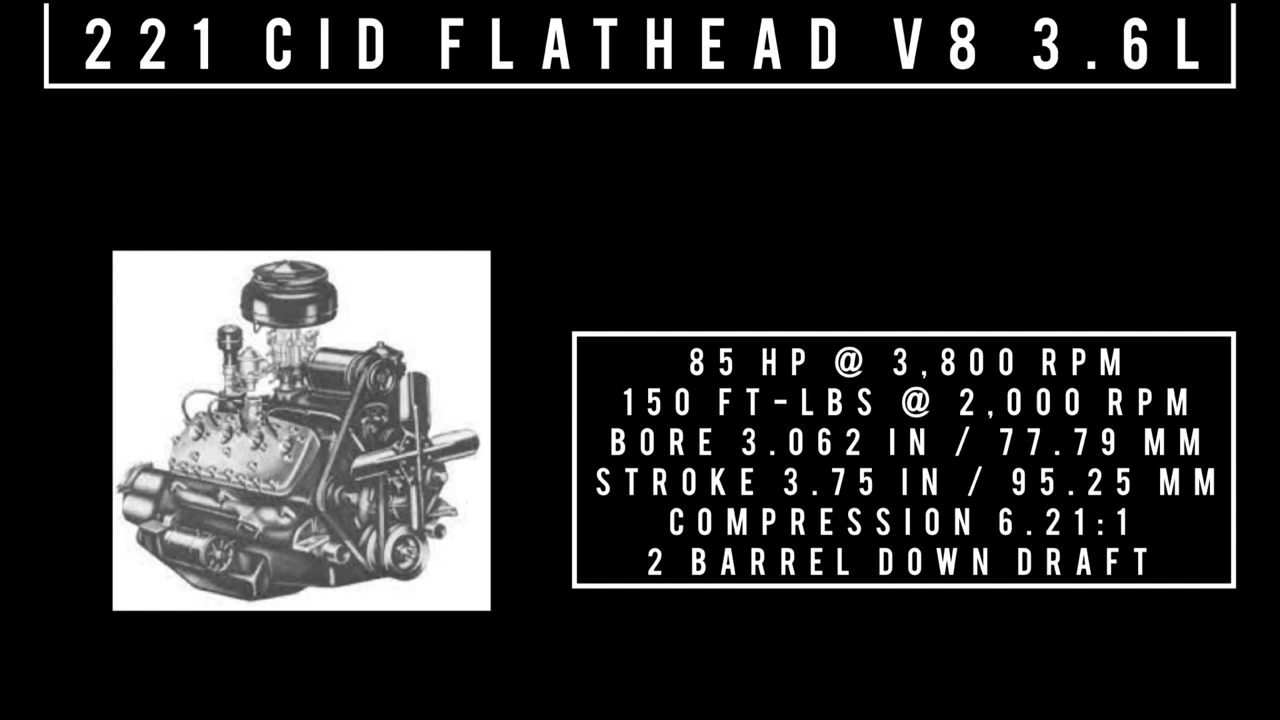 221 CID FLATHEAD V8 3.6L
85 HP @ 3,800 RPM
150 FT-LBS @ 2,000 RPM
BORE 3.062 IN / 77.79 MM
STROKE 3.75 IN / 95.25 MM
COMPRESSION 6.21:1
2 BARREL DOWN DRAFT